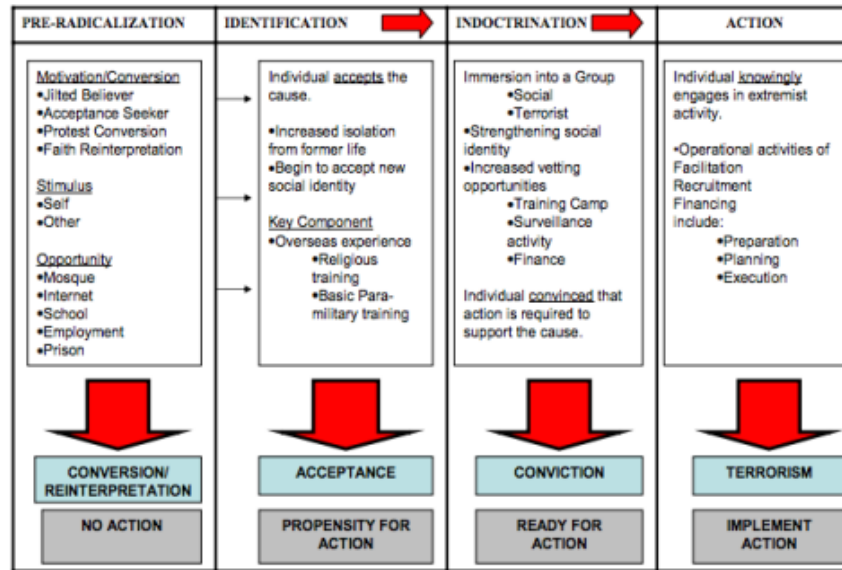 PRE-RADICALIZATION
IDENTIFICATION
INDOCTRINATION
ACTION
Motivation/Conversion
•Jilted Believer
•Acceptance Seeker
•Protest Conversion
•Faith Reinterpretation
Stimulus
•Self
•Other
Opportunity
•Mosque
•Internet
•School
•Employment
•Prison
Individual accepts the
cause.
•Increased isolation
from former life
•Begin to accept new
social identity
Key Component
•Overseas experience
•Religious
training
•Basic Para-
military training
Immersion into a Group
•Social
•Terrorist
•Strengthening social
identity
•Increased vetting
opportunities
•Training Camp
•Surveillance
activity
•Finance
Individual convinced that
action is required to
support the cause.
Individual knowingly
engages in extremist
activity.
•Operational activities of
Facilitation
Recruitment
Financing
include:
•Preparation
•Planning
•Execution
CONVERSION/
REINTERPRETATION
ACCEPTANCE
CONVICTION
TERRORISM
NO ACTION
PROPENSITY FOR
ACTION
READY FOR
ACTION
IMPLEMENT
ACTION